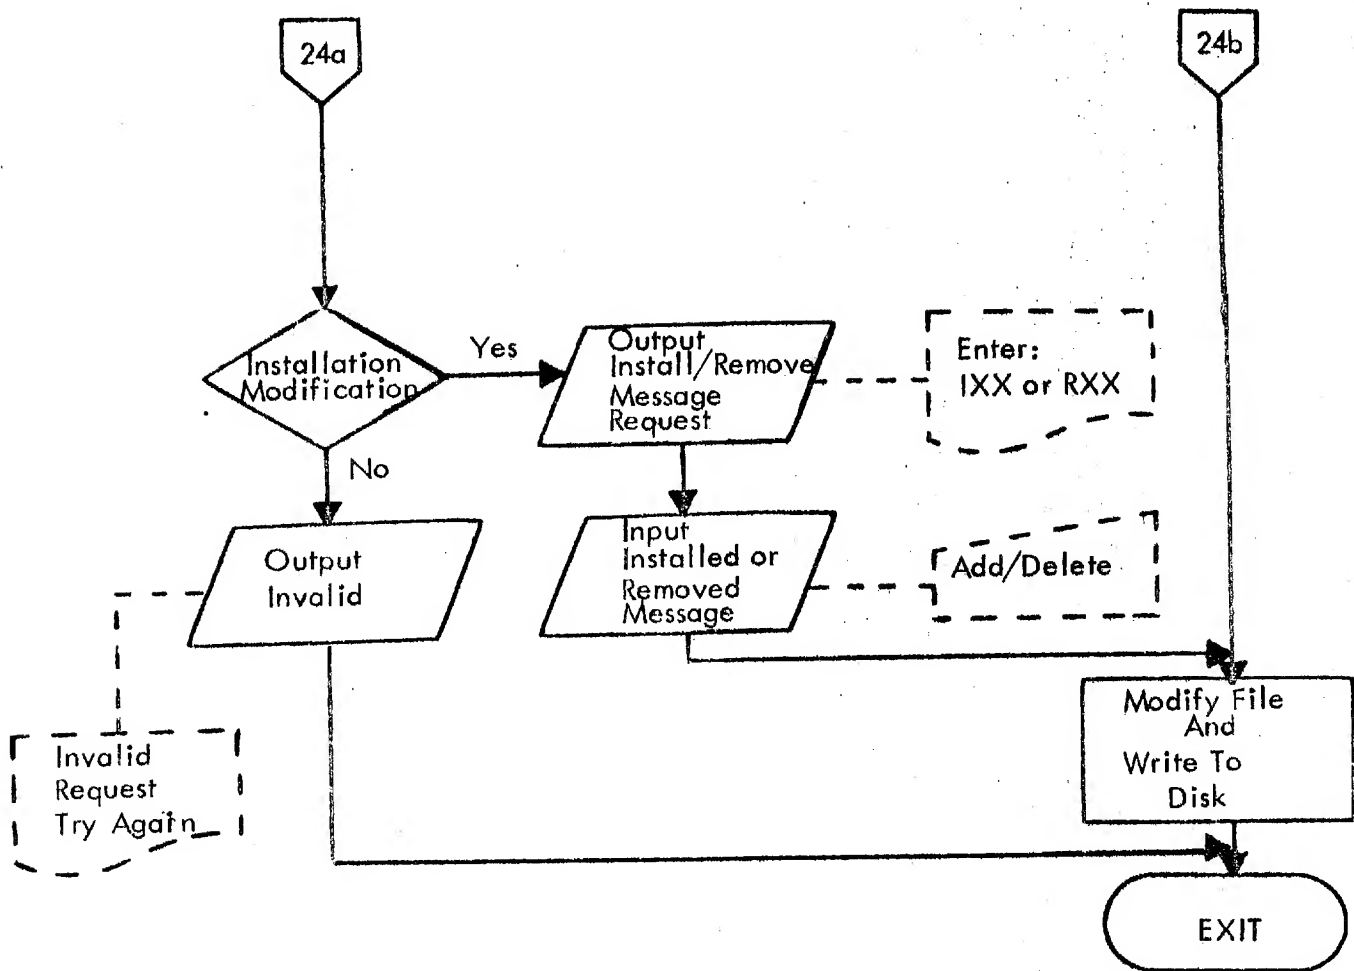 24a
24b
Installation
Modification
Yes
Output
Install/Remove
Message
Request
Enter:
IXX or RXX
No
Output
Invalid
Input
Installed or
Removed
Message
Add/Delete
Invalid
Request
Try Again
Modify File
And
Write To
Disk
EXIT